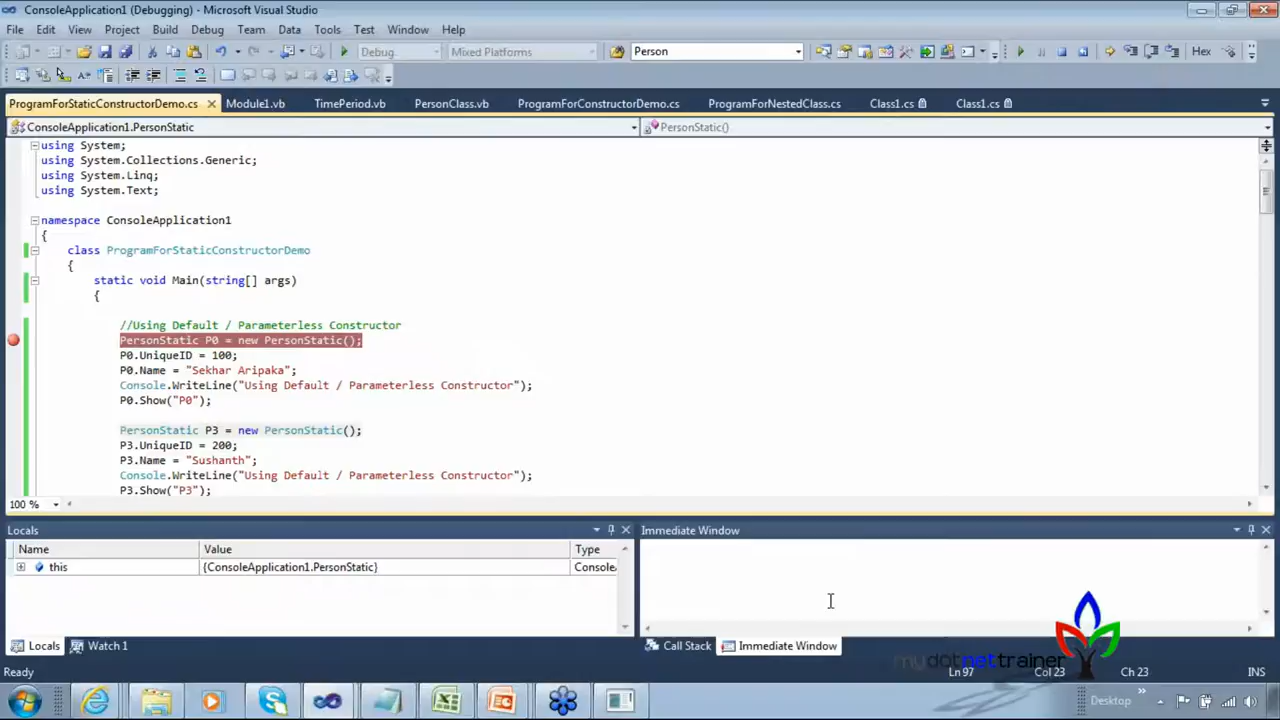 ConsoleApplication1 (Debugging) - Microsoft Visual Studio
File Edit View Project Build Debug Team Data Tools Test Window Help
Debug Mixed Platforms Person Hex
ProgramForStaticConstructorDemo.cs Module1.vb TimePeriod.vb PersonClass.vb ProgramForConstructorDemo.cs ProgramForNestedClass.cs Class1.cs Class1.cs
ConsoleApplication1.PersonStatic PersonStatic()
using System;
using System.Collections.Generic;
using System.Linq;
using System.Text;
namespace ConsoleApplication1
{
class ProgramForStaticConstructorDemo
{
static void Main(string[] args)
{
//Using Default / Parameterless Constructor
PersonStatic P0 = new PersonStatic();
P0.UniqueID = 100;
P0.Name = "Sekhar Aripaka";
Console.WriteLine("Using Default / Parameterless Constructor");
P0.Show("P0");
PersonStatic P3 = new PersonStatic();
P3.UniqueID = 200;
P3.Name = "Sushanth";
Console.WriteLine("Using Default / Parameterless Constructor");
P3.Show("P3");
100 %
Locals Immediate Window
Name Value Type
this {ConsoleApplication1.PersonStatic} Console
Locals Watch 1 Call Stack Immediate Window
mydotnettrainer
Ready Ln 97 Col 23 Ch 23 INS
Desktop